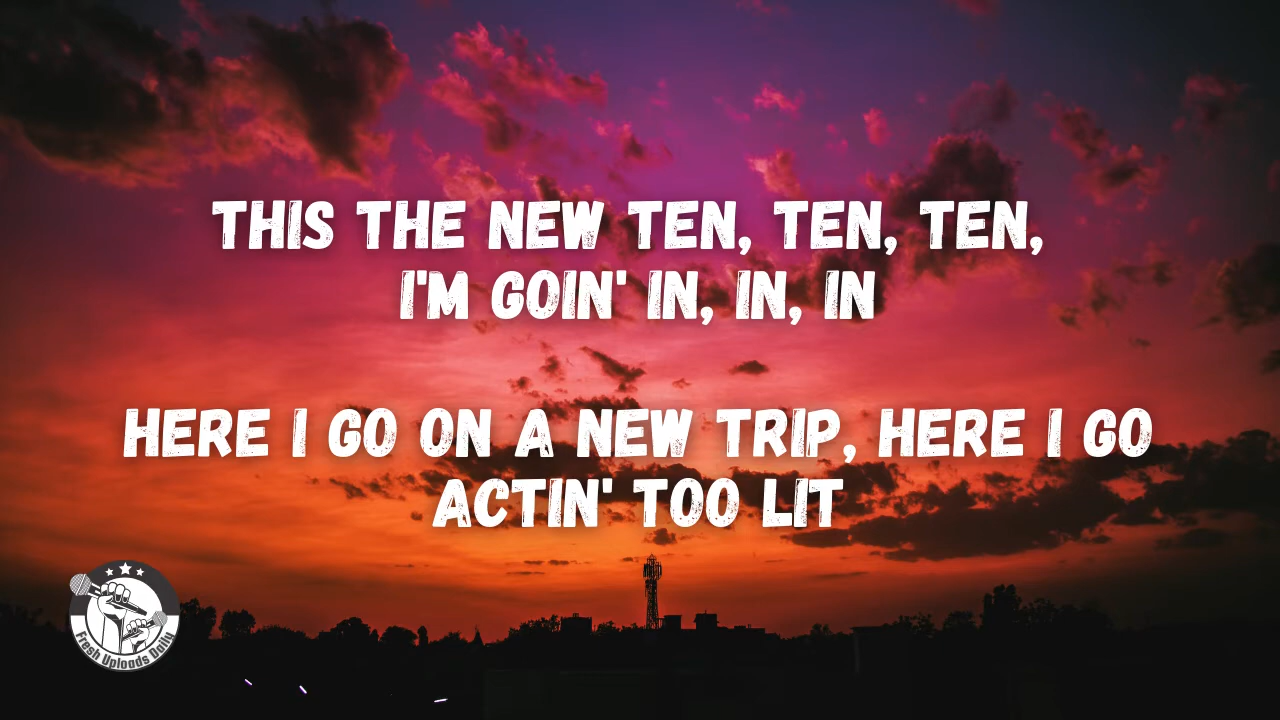 THIS THE NEW TEN, TEN, TEN,
I'M GOIN' IN, IN, IN
HERE I GO ON A NEW TRIP, HERE I GO
ACTIN' TOO LIT
Fresh Uploads Daily